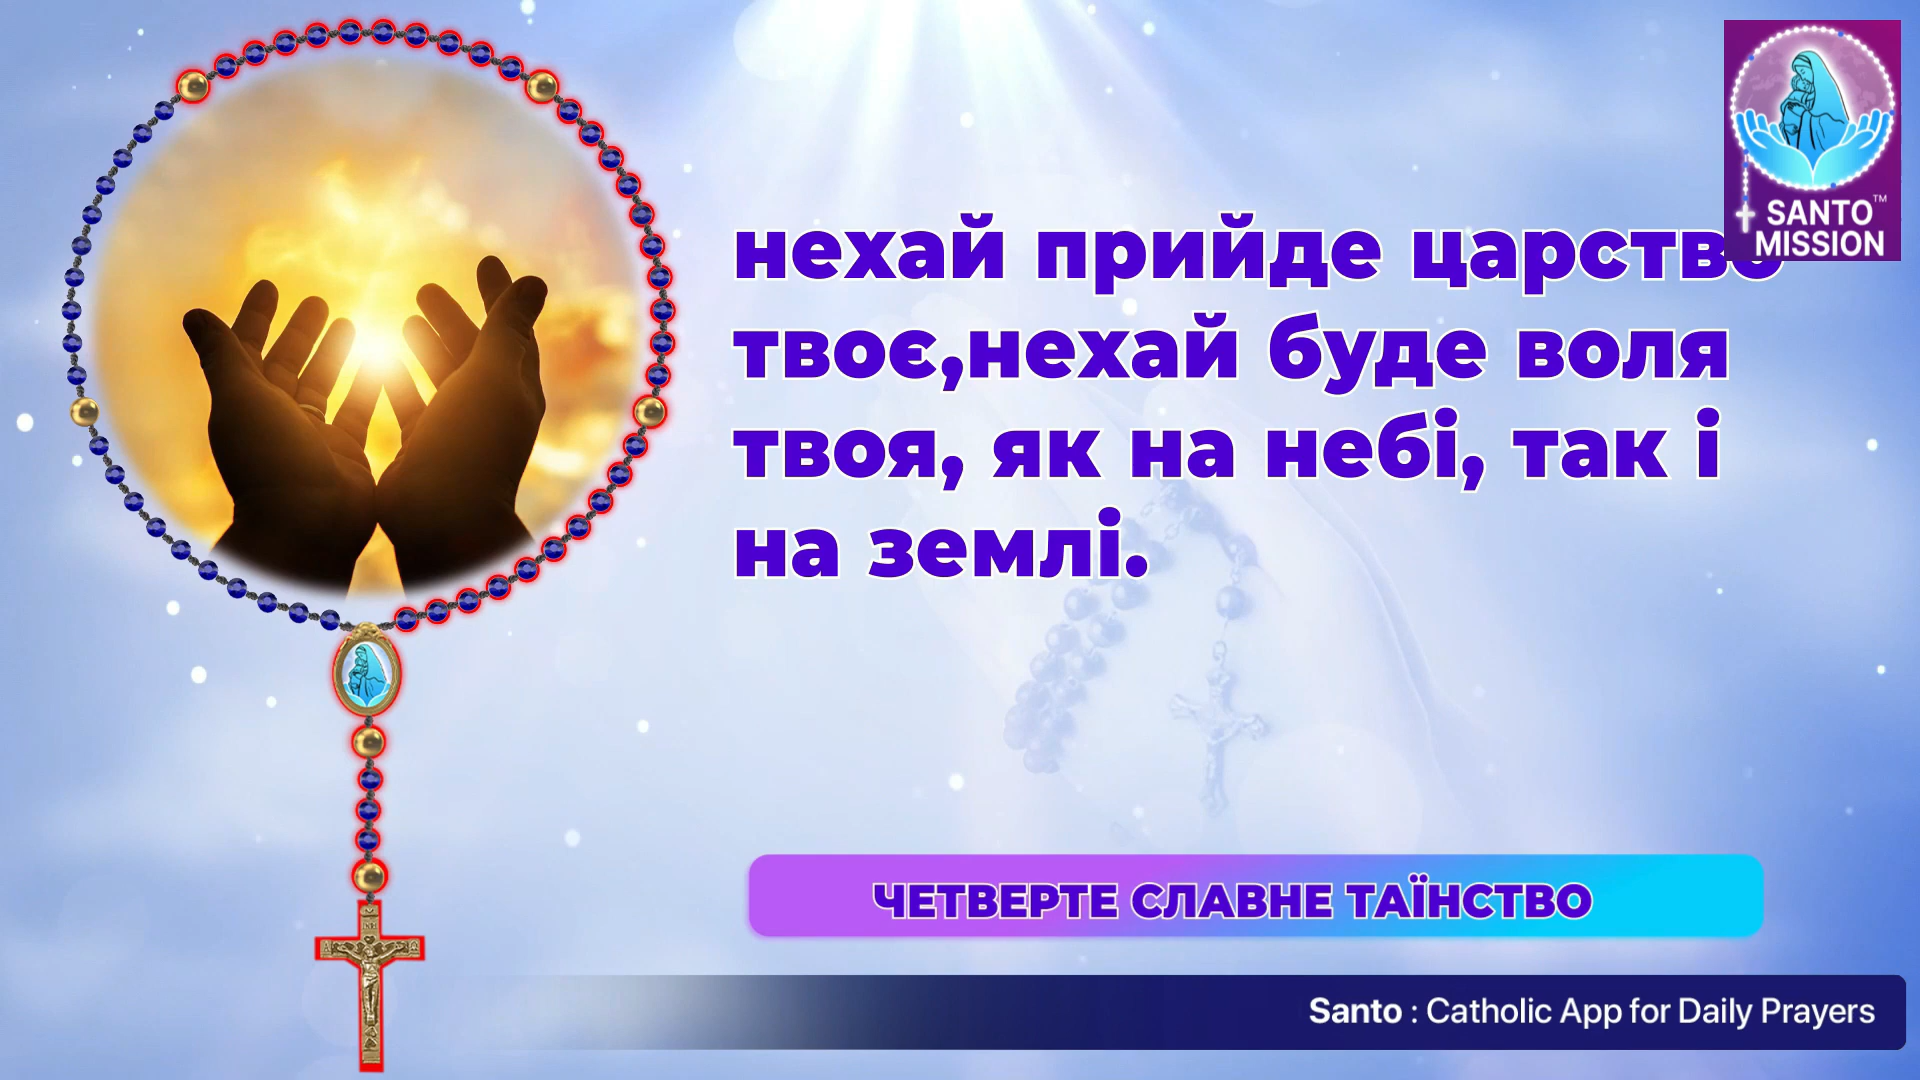 SANTO™
MISSION
нехай прийде царство
твоє,нехай буде воля
твоя, як на небі, так і
на землі.
ЧЕТВЕРТЕ СЛАВНЕ ТАЇНСТВО
Santo : Catholic App for Daily Prayers